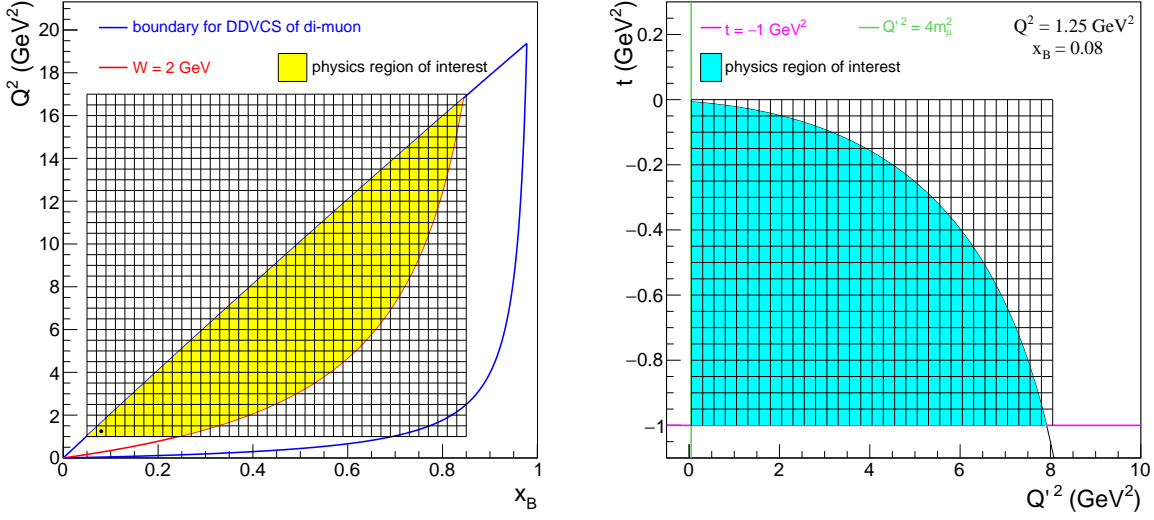 boundary for DDVCS of di-muon
W = 2 GeV
physics region of interest
Q² (GeV²)
20
18
16
14
12
10
8
6
4
2
0
0 0.2 0.4 0.6 0.8 1
x_B
t = −1 GeV²
Q'² = 4m²_μ
Q² = 1.25 GeV²
x_B = 0.08
physics region of interest
t (GeV²)
0.2
0
−0.2
−0.4
−0.6
−0.8
−1
0 2 4 6 8 10
Q'² (GeV²)